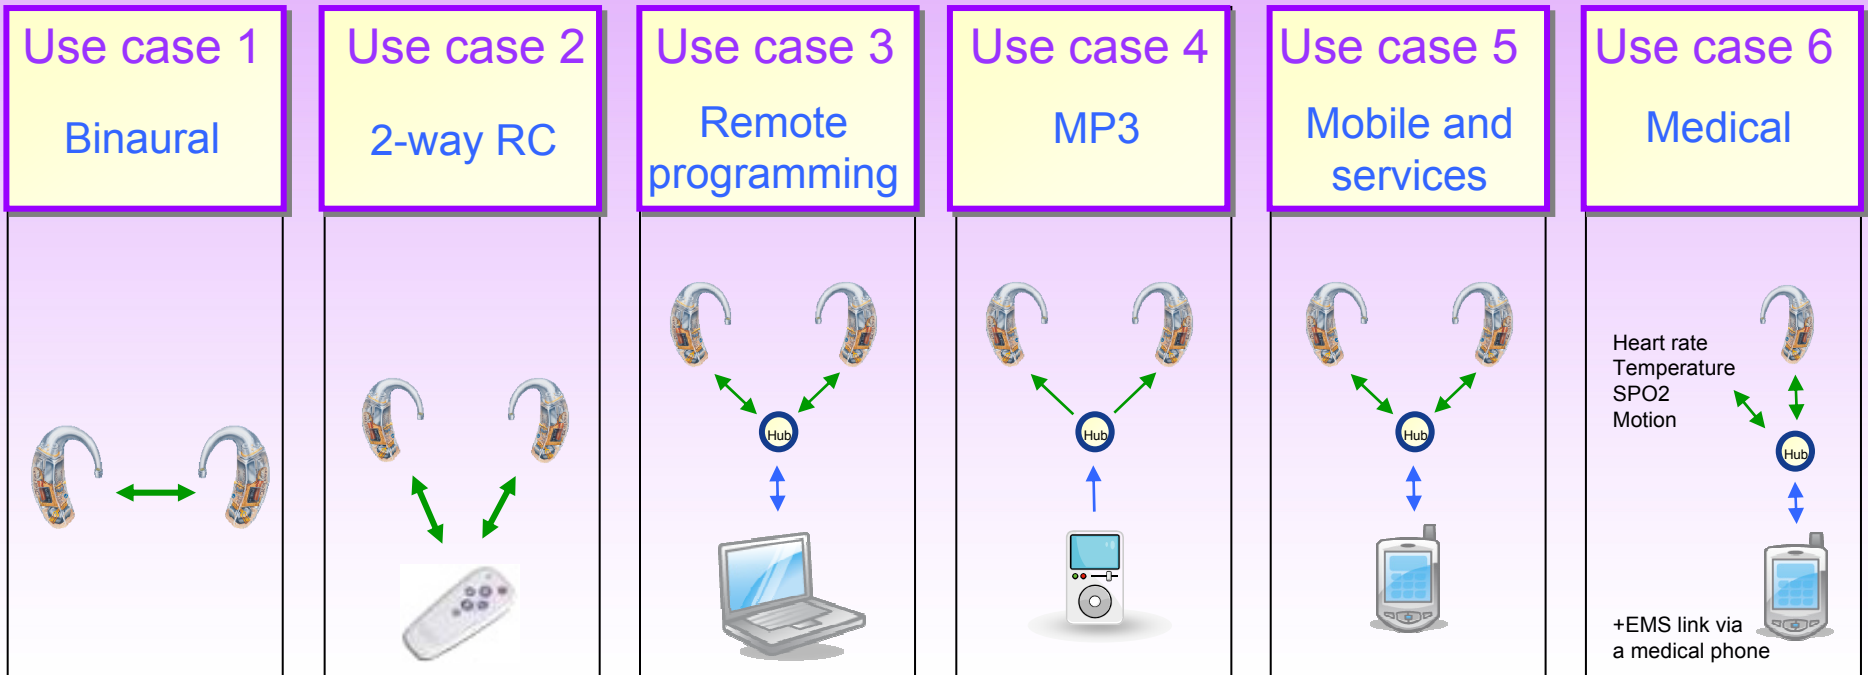 Use case 1
Binaural
Use case 2
2-way RC
Use case 3
Remote
programming
Hub
Use case 4
MP3
Hub
Use case 5
Mobile and
services
Hub
Use case 6
Medical
Heart rate
Temperature
SPO2
Motion
Hub
+EMS link via
a medical phone